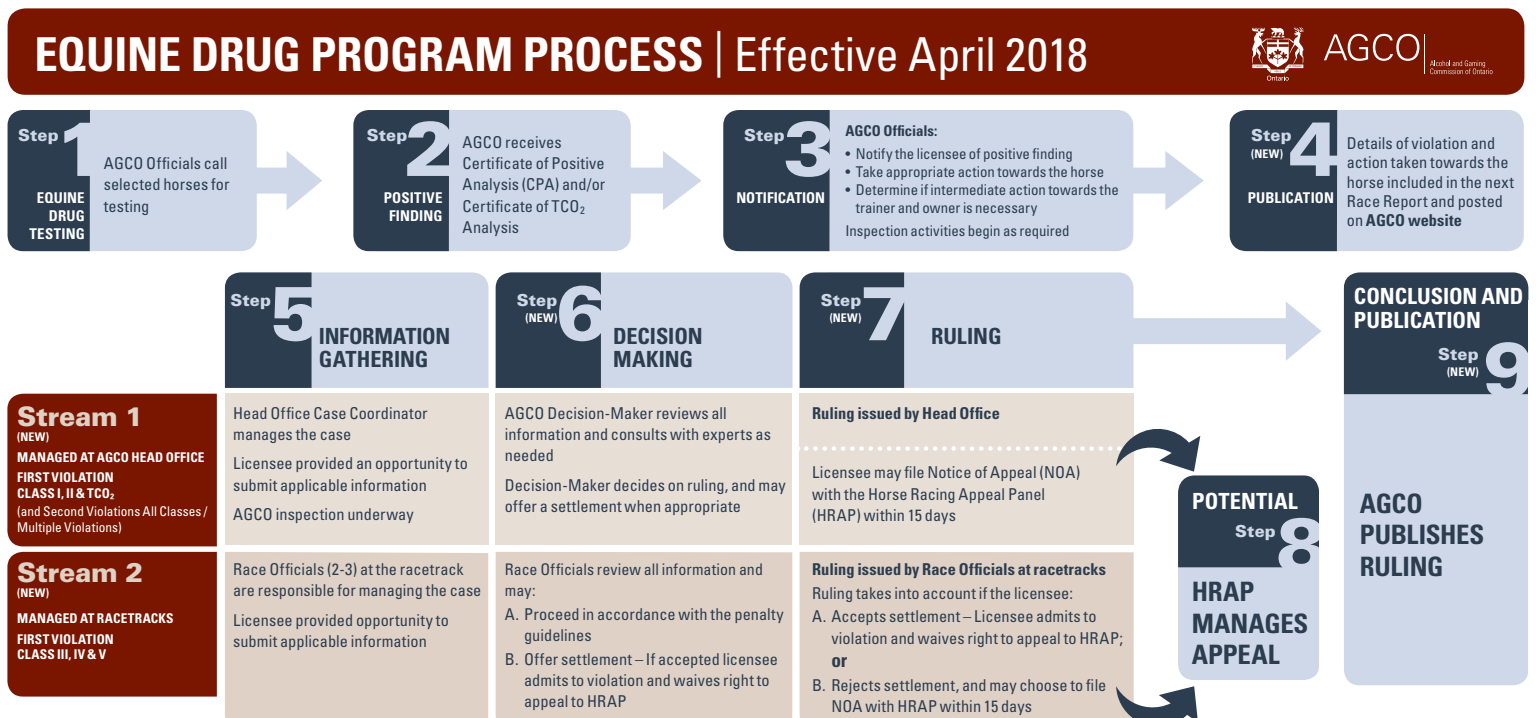 EQUINE DRUG PROGRAM PROCESS | Effective April 2018
Ontario
AGCO
Alcohol and Gaming
Commission of Ontario
Step 1
EQUINE
DRUG
TESTING
AGCO Officials call
selected horses for
testing
Step 2
POSITIVE
FINDING
AGCO receives
Certificate of Positive
Analysis (CPA) and/or
Certificate of TCO₂
Analysis
Step 3
NOTIFICATION
AGCO Officials:
• Notify the licensee of positive finding
• Take appropriate action towards the horse
• Determine if intermediate action towards the
trainer and owner is necessary
Inspection activities begin as required
Step 4
(NEW)
PUBLICATION
Details of violation and
action taken towards the
horse included in the next
Race Report and posted
on AGCO website
Step 5
INFORMATION
GATHERING
Step 6
(NEW)
DECISION
MAKING
Step 7
(NEW)
RULING
CONCLUSION AND
PUBLICATION
Step 9
(NEW)
AGCO
PUBLISHES
RULING
Stream 1
(NEW)
MANAGED AT AGCO HEAD OFFICE
FIRST VIOLATION
CLASS I, II & TCO₂
(and Second Violations All Classes /
Multiple Violations)
Head Office Case Coordinator
manages the case
Licensee provided an opportunity to
submit applicable information
AGCO inspection underway
AGCO Decision-Maker reviews all
information and consults with experts as
needed
Decision-Maker decides on ruling, and may
offer a settlement when appropriate
Ruling issued by Head Office
Licensee may file Notice of Appeal (NOA)
with the Horse Racing Appeal Panel
(HRAP) within 15 days
POTENTIAL
Step 8
HRAP
MANAGES
APPEAL
Stream 2
(NEW)
MANAGED AT RACETRACKS
FIRST VIOLATION
CLASS III, IV & V
Race Officials (2-3) at the racetrack
are responsible for managing the case
Licensee provided opportunity to
submit applicable information
Race Officials review all information and
may:
A. Proceed in accordance with the penalty
guidelines
B. Offer settlement – If accepted licensee
admits to violation and waives right to
appeal to HRAP
Ruling issued by Race Officials at racetracks
Ruling takes into account if the licensee:
A. Accepts settlement – Licensee admits to
violation and waives right to appeal to HRAP;
or
B. Rejects settlement, and may choose to file
NOA with HRAP within 15 days